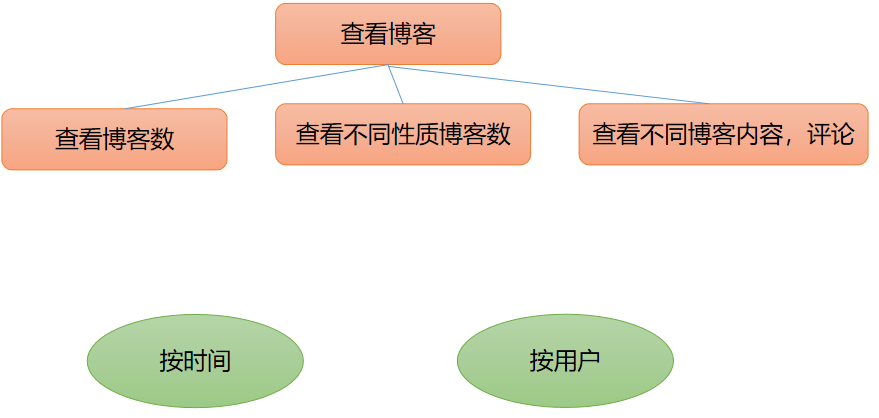 查看博客
查看博客数
查看不同性质博客数
查看不同博客内容，评论
按时间
按用户